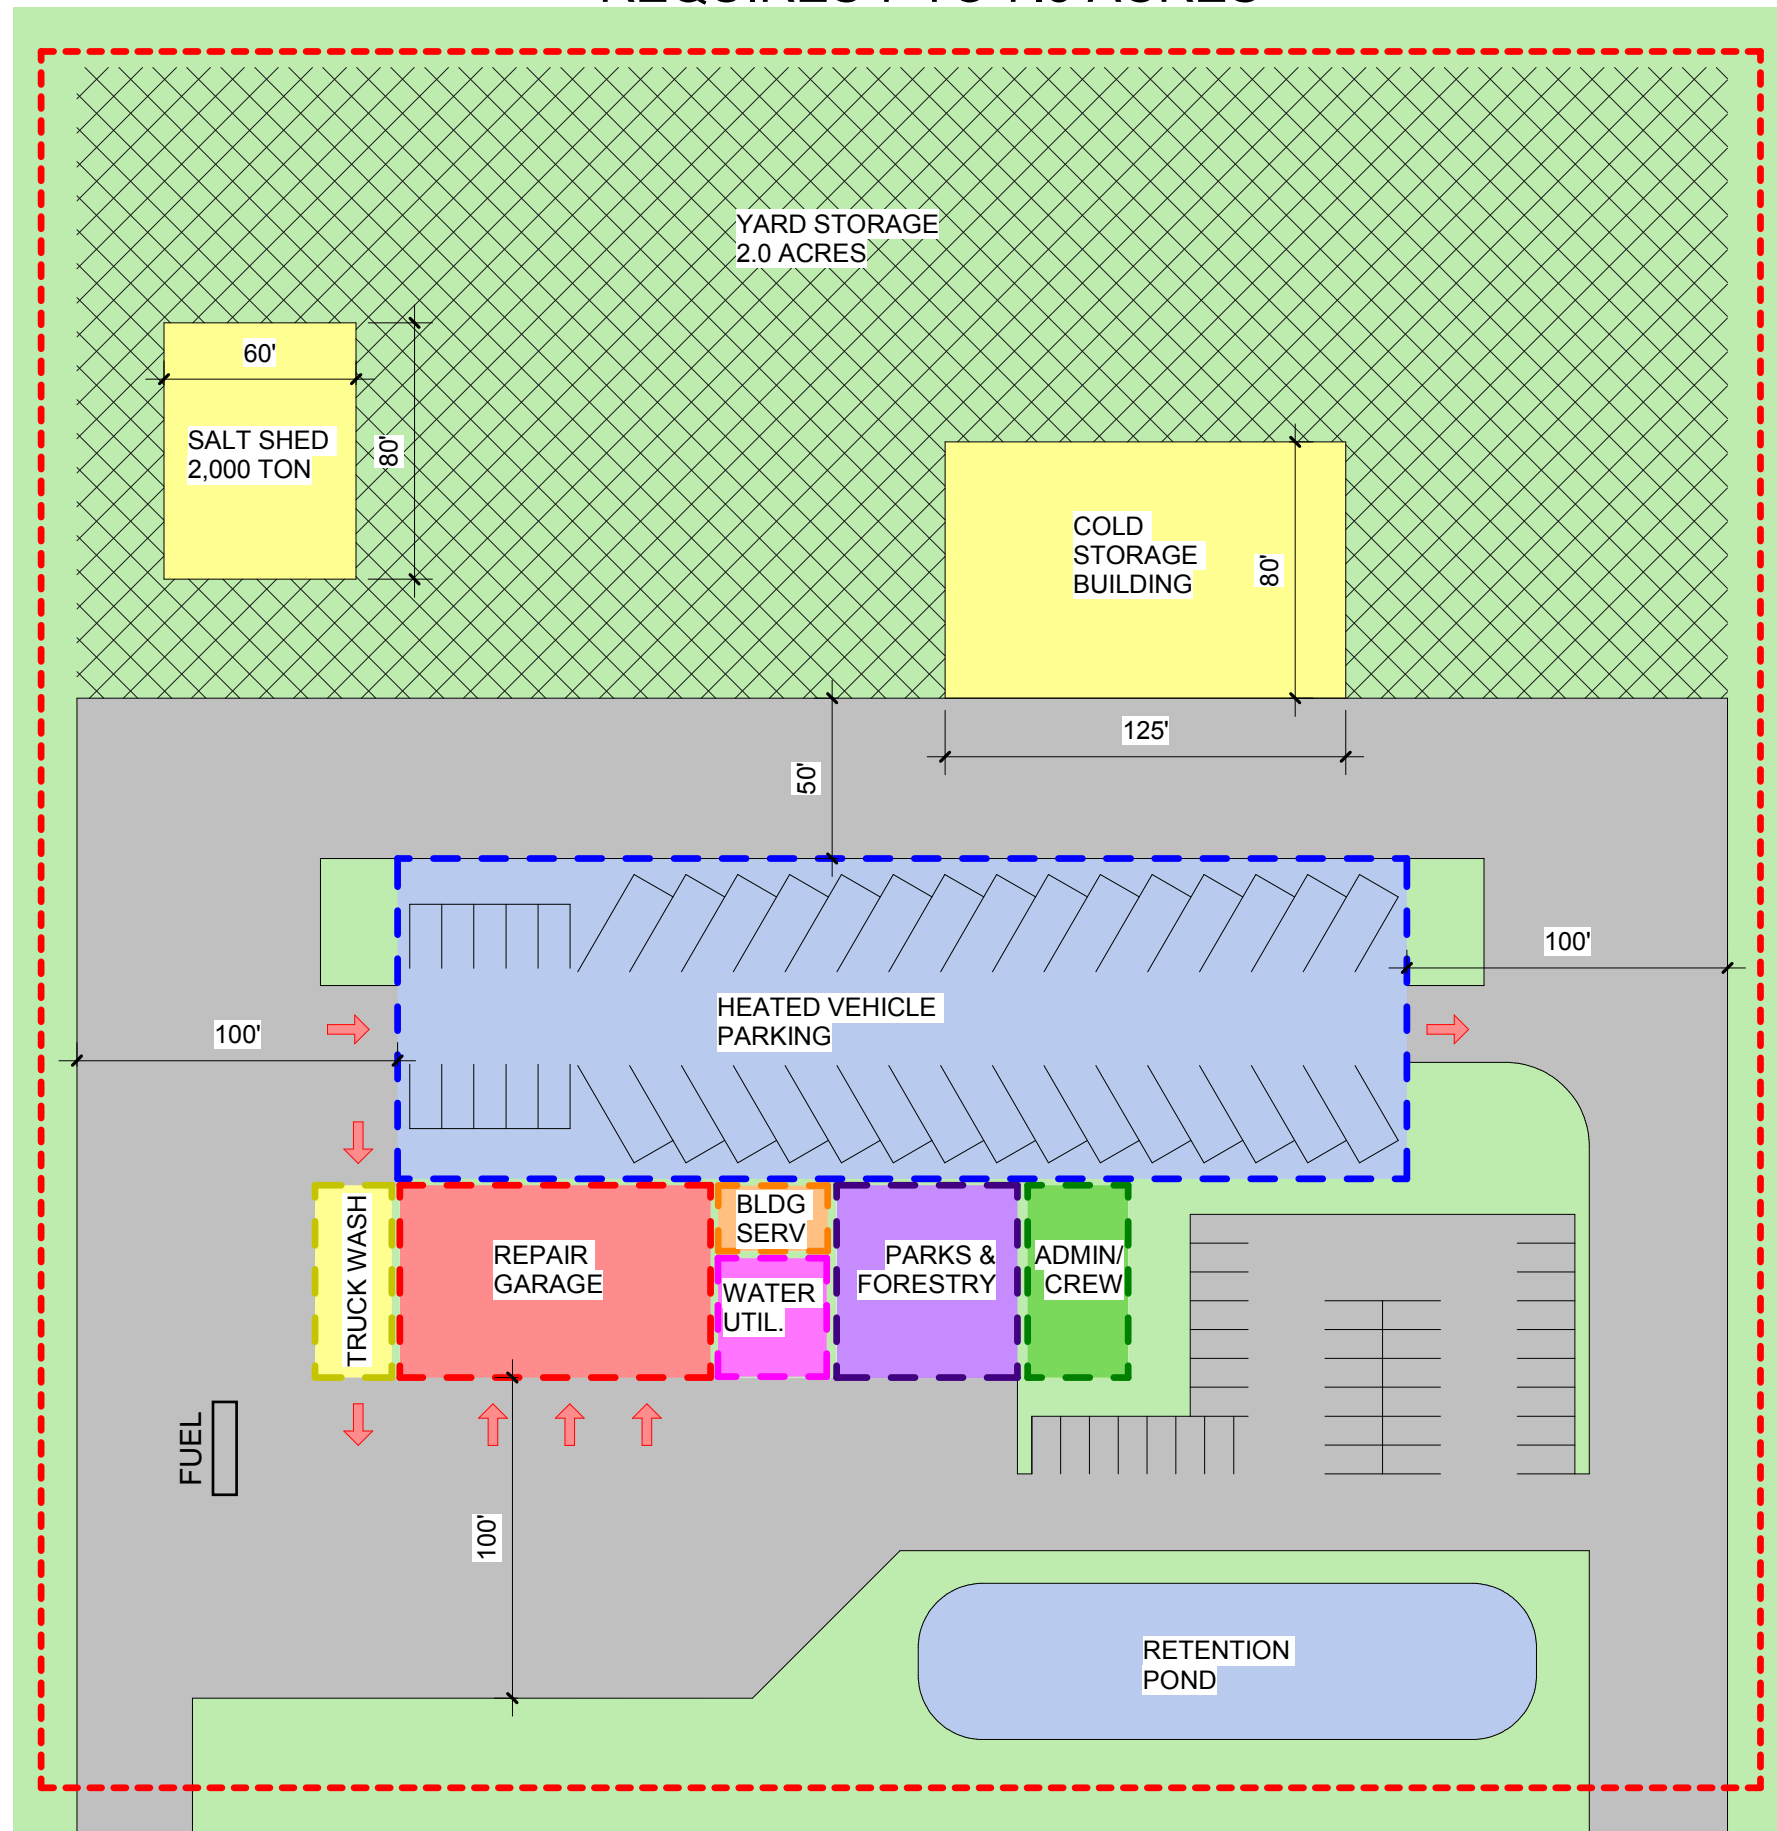 YARD STORAGE
2.0 ACRES
60'
80'
SALT SHED
2,000 TON
COLD
STORAGE
BUILDING
80'
125'
50'
100'
HEATED VEHICLE
PARKING
100'
TRUCK WASH
REPAIR
GARAGE
BLDG
SERV
WATER
UTIL.
PARKS &
FORESTRY
ADMIN/
CREW
FUEL
100'
RETENTION
POND